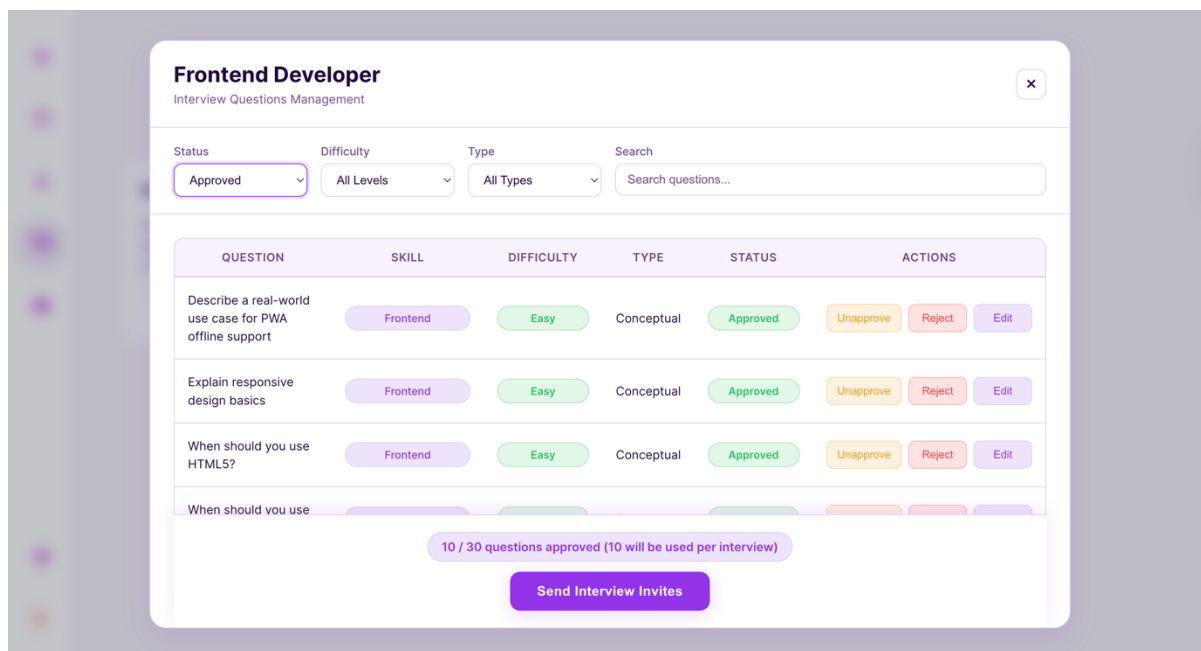 Frontend Developer
Interview Questions Management
×
Status
Difficulty
Type
Search
Approved
All Levels
All Types
Search questions...
QUESTION SKILL DIFFICULTY TYPE STATUS ACTIONS
Describe a real-world
use case for PWA
offline support
Frontend Easy Conceptual Approved Unapprove Reject Edit
Explain responsive
design basics
Frontend Easy Conceptual Approved Unapprove Reject Edit
When should you use
HTML5?
Frontend Easy Conceptual Approved Unapprove Reject Edit
When should you use
10 / 30 questions approved (10 will be used per interview)
Send Interview Invites